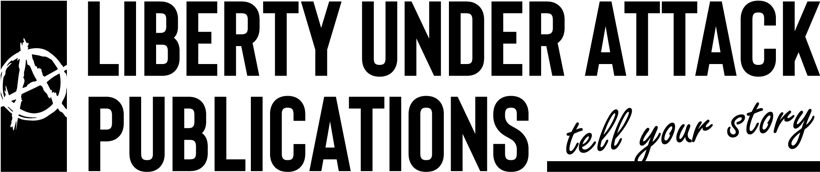 LIBERTY UNDER ATTACK
PUBLICATIONS
tell your story